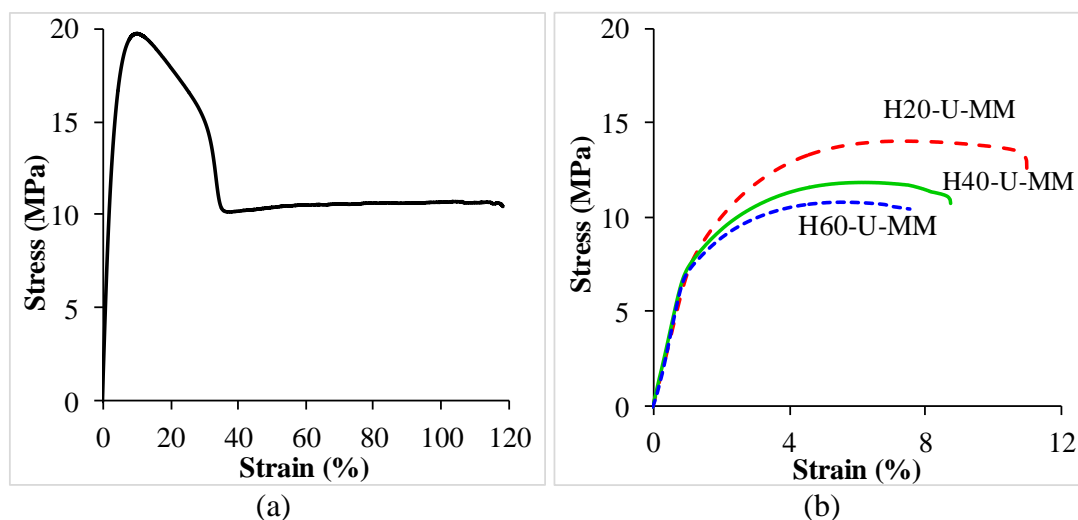 20
15
10
5
0
Stress (MPa)
0 20 40 60 80 100 120
Strain (%)
(a)
20
15
10
5
0
Stress (MPa)
H20-U-MM
H40-U-MM
H60-U-MM
0 4 8 12
Strain (%)
(b)